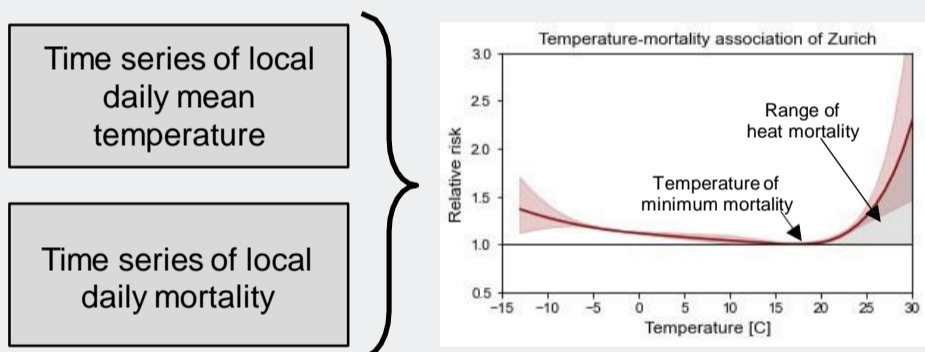 Time series of local
daily mean
temperature
Time series of local
daily mortality
Temperature-mortality association of Zurich
3.0
2.5
2.0
1.5
1.0
0.5
Relative risk
Range of
heat mortality
Temperature of
minimum mortality
−15 −10 −5 0 5 10 15 20 25 30
Temperature [C]